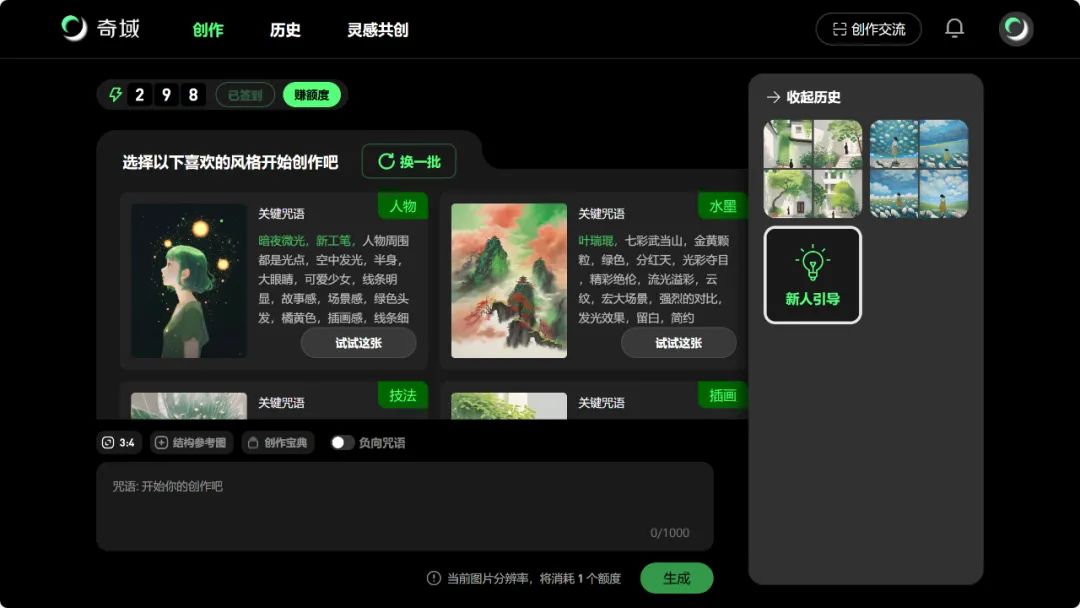 奇域
创作
历史
灵感共创
创作交流
298
已签到
赚额度
选择以下喜欢的风格开始创作吧
换一批
人物
关键咒语
暗夜微光，新工笔，人物周围
都是光点，空中发光，半身，
大眼睛，可爱少女，线条明
显，故事感，场景感，绿色头
发，橘黄色，插画感，线条细
试试这张
水墨
关键咒语
叶瑞琨，七彩武当山，金黄颗
粒，绿色，分红天，光彩夺目
，精彩绝伦，流光溢彩，云
纹，宏大场景，强烈的对比，
发光效果，留白，简约
试试这张
技法
关键咒语
插画
关键咒语
3:4
结构参考图
创作宝典
负向咒语
咒语: 开始你的创作吧
0/1000
当前图片分辨率，将消耗 1 个额度
生成
收起历史
新人引导